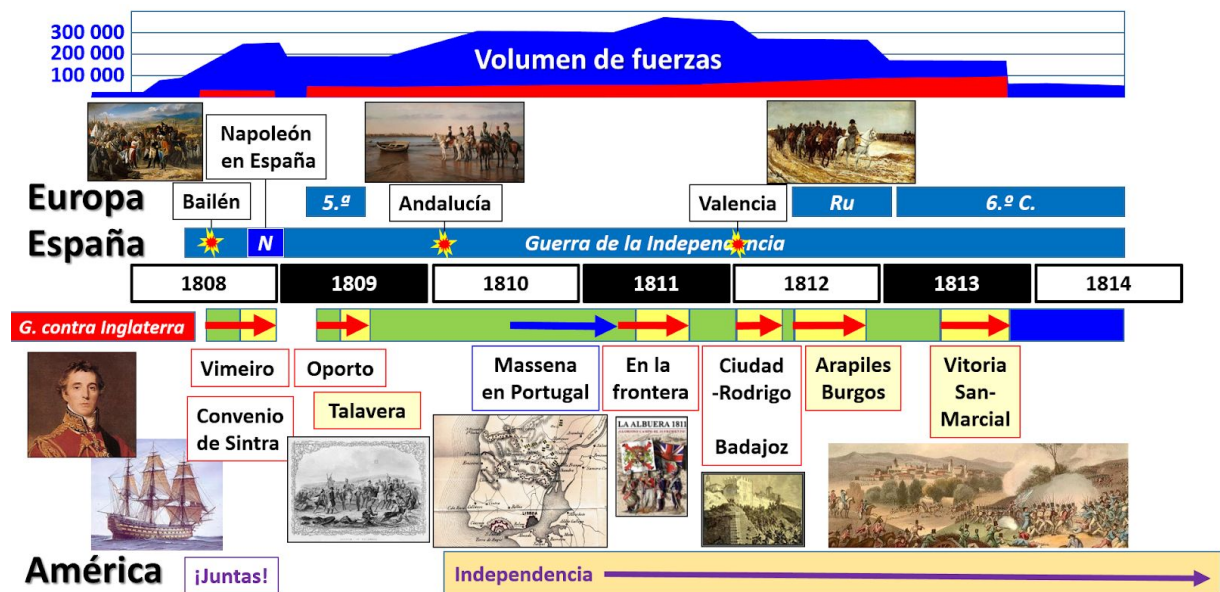 300 000
200 000
100 000
Volumen de fuerzas
Napoleón
en España
Europa
Bailén
5.ª
Andalucía
Valencia
Ru
6.º C.
España
N
Guerra de la Independencia
1808
1809
1810
1811
1812
1813
1814
G. contra Inglaterra
Vimeiro
Oporto
Massena
en Portugal
En la
frontera
Ciudad
-Rodrigo
Badajoz
Arapiles
Burgos
Vitoria
San-
Marcial
Convenio
de Sintra
Talavera
LA ALBUERA 1811
América
¡Juntas!
Independencia